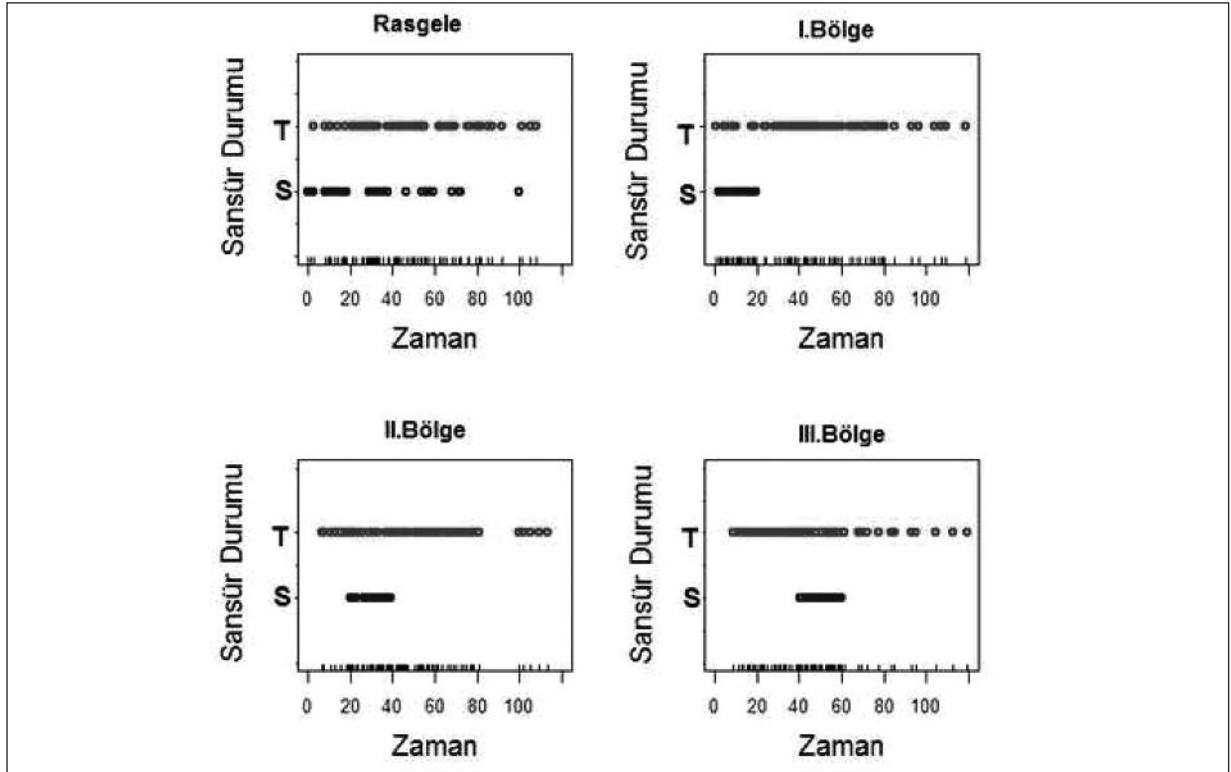 Rasgele
Sansür Durumu
T
S
0 20 40 60 80 100
Zaman
I.Bölge
Sansür Durumu
T
S
0 20 40 60 80 100
Zaman
II.Bölge
Sansür Durumu
T
S
0 20 40 60 80 100
Zaman
III.Bölge
Sansür Durumu
T
S
0 20 40 60 80 100
Zaman